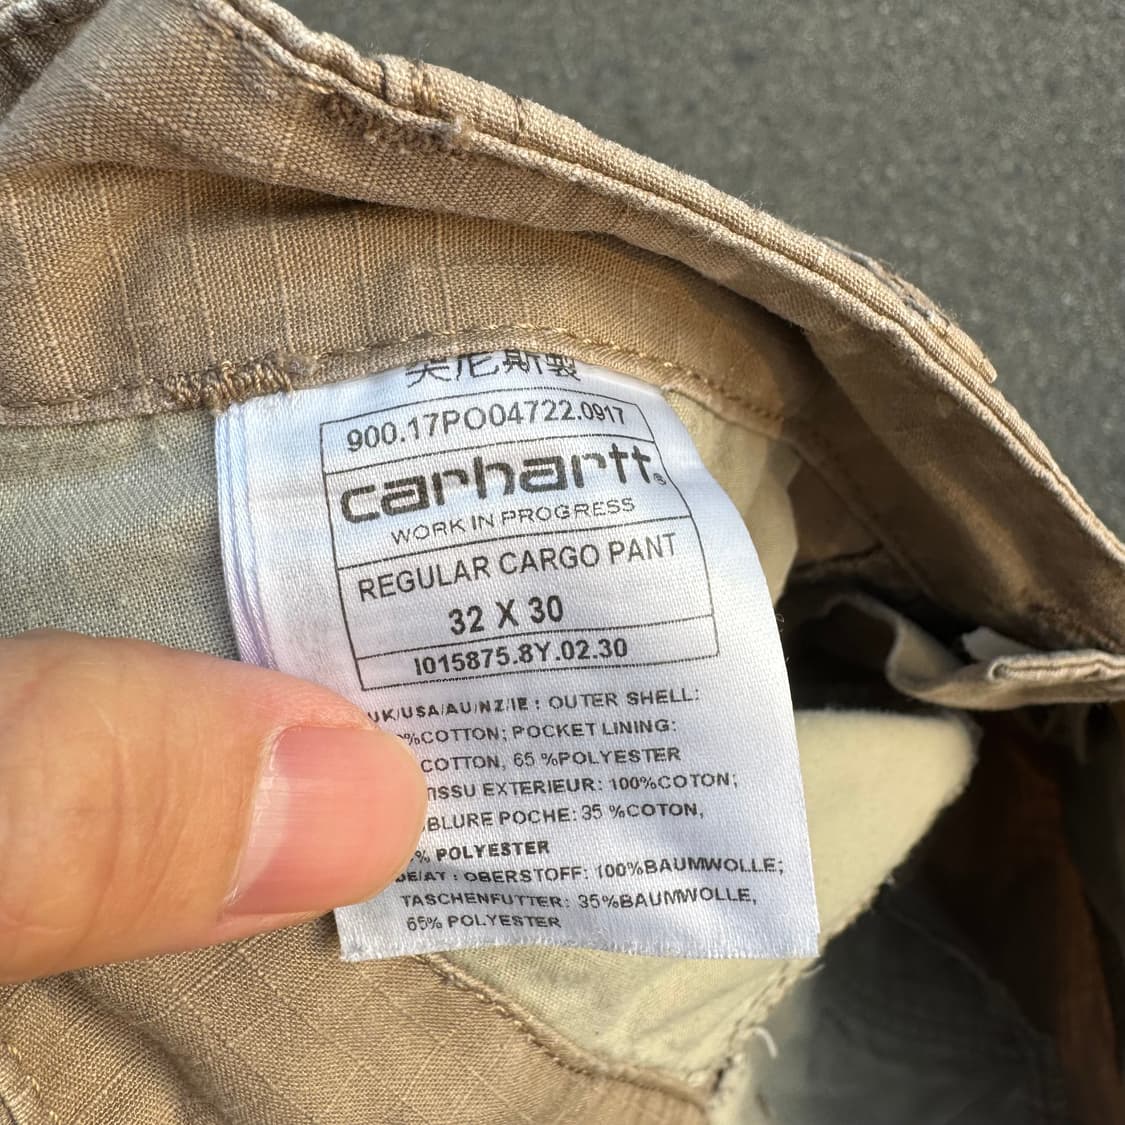 尼斯製
900.17PO04722.0917
carhartt®
WORK IN PROGRESS
REGULAR CARGO PANT
32 X 30
I015875.8Y.02.30
UK/USA/AU/NZ/IE : OUTER SHELL:
%COTTON; POCKET LINING:
COTTON, 65 %POLYESTER
ISSU EXTERIEUR: 100%COTON;
BLURE POCHE: 35 %COTON,
% POLYESTER
DE/AT : OBERSTOFF: 100%BAUMWOLLE;
TASCHENFUTTER: 35%BAUMWOLLE,
65% POLYESTER